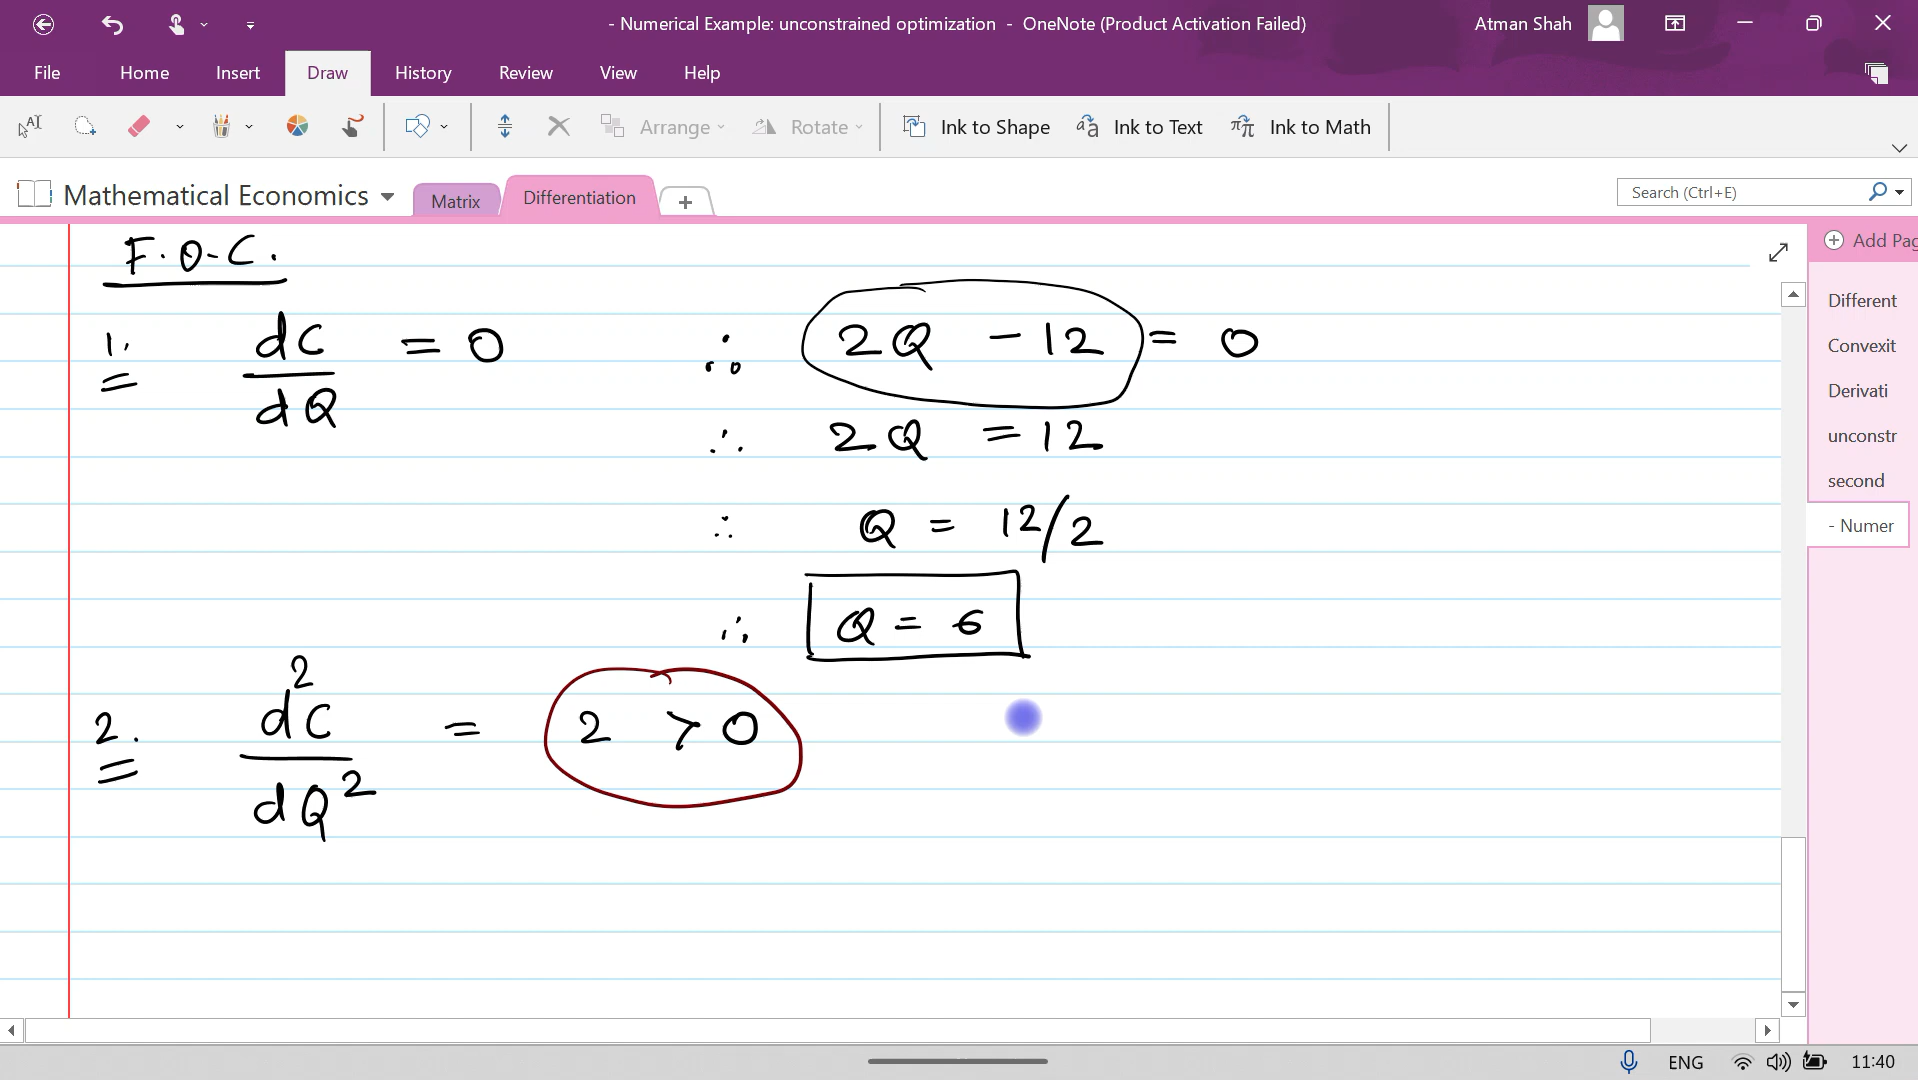 - Numerical Example: unconstrained optimization - OneNote (Product Activation Failed)
Atman Shah
File Home Insert Draw History Review View Help
Arrange Rotate Ink to Shape Ink to Text Ink to Math
Mathematical Economics Matrix Differentiation +
Search (Ctrl+E)
Add Pag
Different
Convexit
Derivati
unconstr
second
- Numer
F.O.C.
1. dC/dQ = 0 ∴ 2Q - 12 = 0
∴ 2Q = 12
∴ Q = 12/2
∴ Q = 6
2. d²C/dQ² = 2 > 0
ENG 11:40